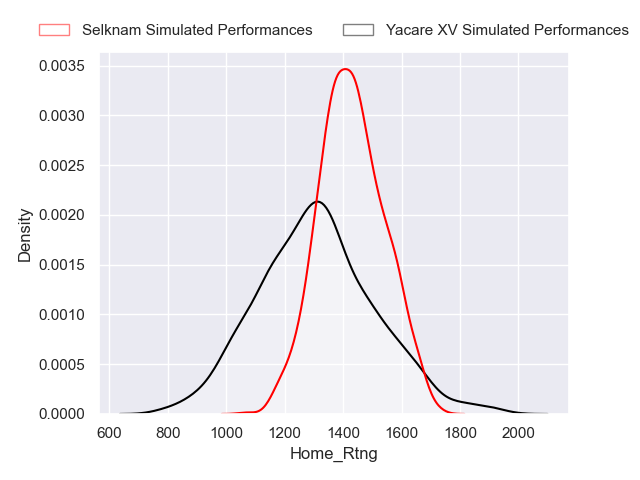 Selknam Simulated Performances Yacare XV Simulated Performances
0.0035
0.0030
0.0025
0.0020
0.0015
0.0010
0.0005
0.0000
Density
600 800 1000 1200 1400 1600 1800 2000
Home_Rtng